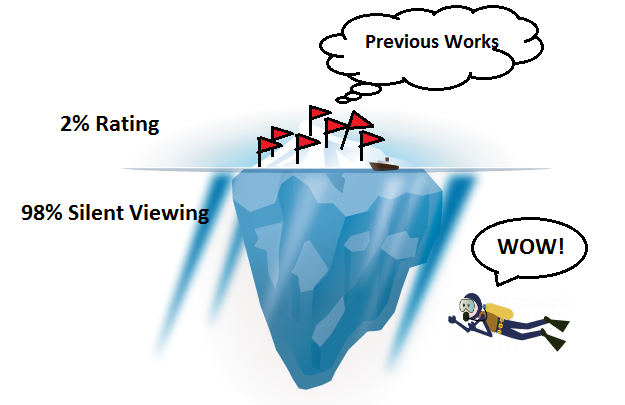 Previous Works
2% Rating
98% Silent Viewing
WOW!